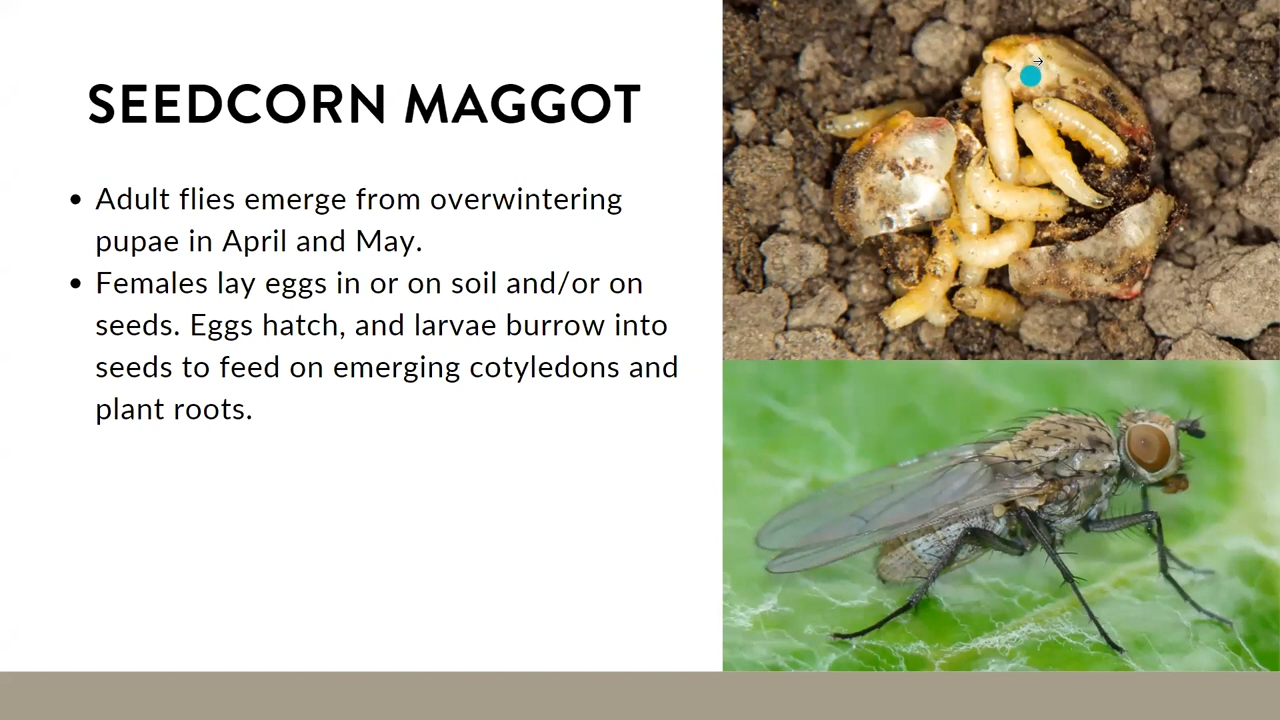 SEEDCORN MAGGOT
• Adult flies emerge from overwintering
pupae in April and May.
• Females lay eggs in or on soil and/or on
seeds. Eggs hatch, and larvae burrow into
seeds to feed on emerging cotyledons and
plant roots.